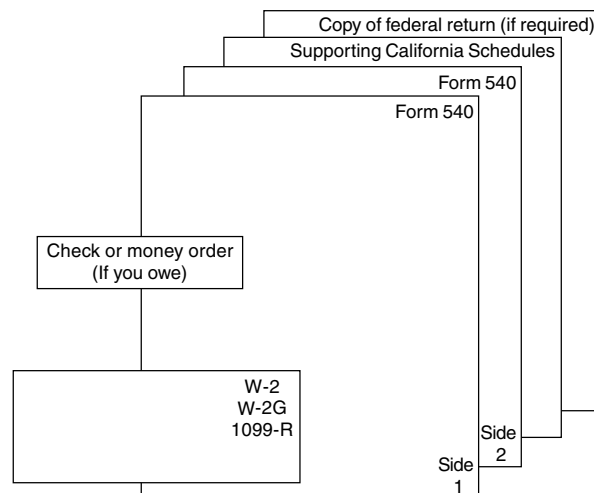 Copy of federal return (if required)
Supporting California Schedules
Form 540
Form 540
Check or money order
(If you owe)
W-2
W-2G
1099-R
Side
2
Side
1